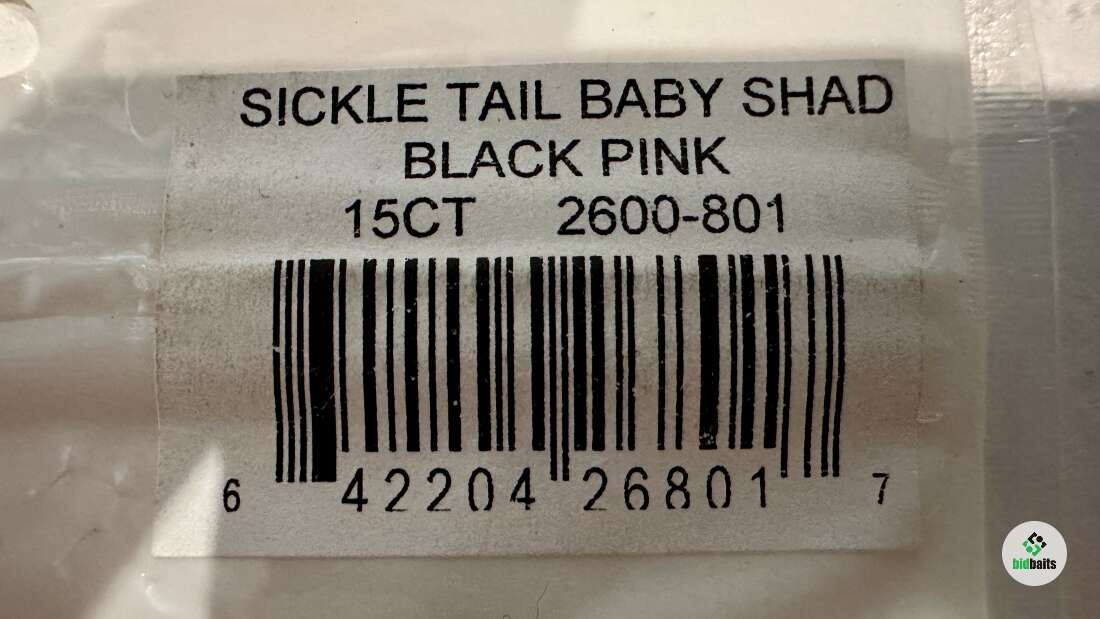 SICKLE TAIL BABY SHAD
BLACK PINK
15CT 2600-801
6 42204 26801 7
bidbaits